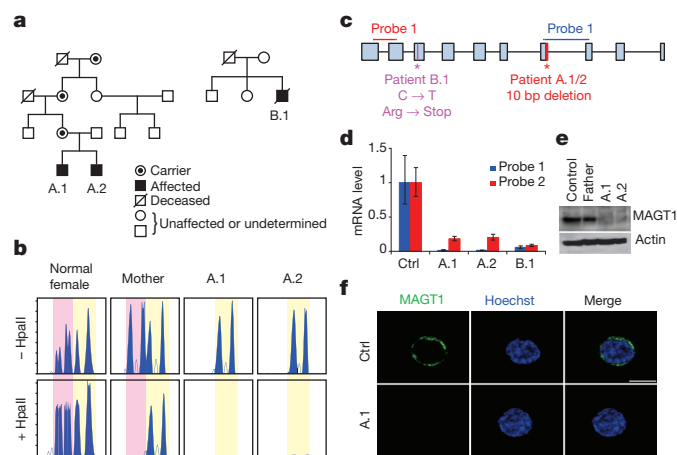 a
B.1
A.1 A.2
Carrier
Affected
Deceased
Unaffected or undetermined
b
Normal female
Mother
A.1
A.2
– HpaII
+ HpaII
c
Probe 1
Probe 1
*
*
Patient B.1
C → T
Arg → Stop
Patient A.1/2
10 bp deletion
d
mRNA level
1.5
1
0.5
0
Probe 1
Probe 2
Ctrl A.1 A.2 B.1
e
Control
Father
A.1
A.2
MAGT1
Actin
f
MAGT1 Hoechst Merge
Ctrl
A.1